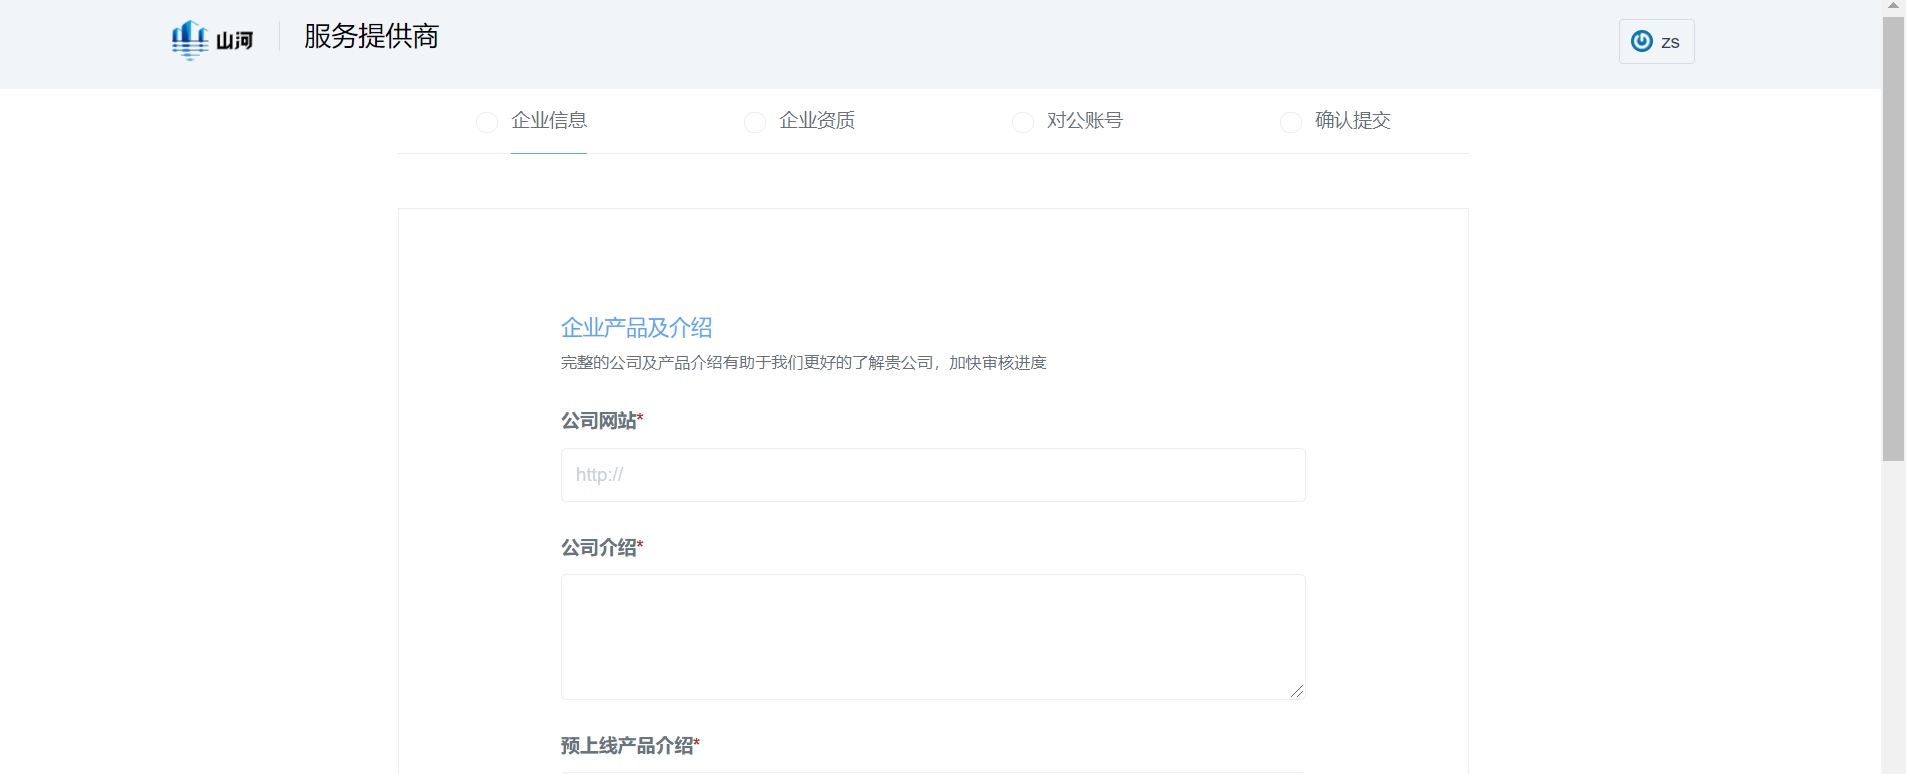 山河
服务提供商
zs
企业信息
企业资质
对公账号
确认提交
企业产品及介绍
完整的公司及产品介绍有助于我们更好的了解贵公司，加快审核进度
公司网站*
http://
公司介绍*
预上线产品介绍*